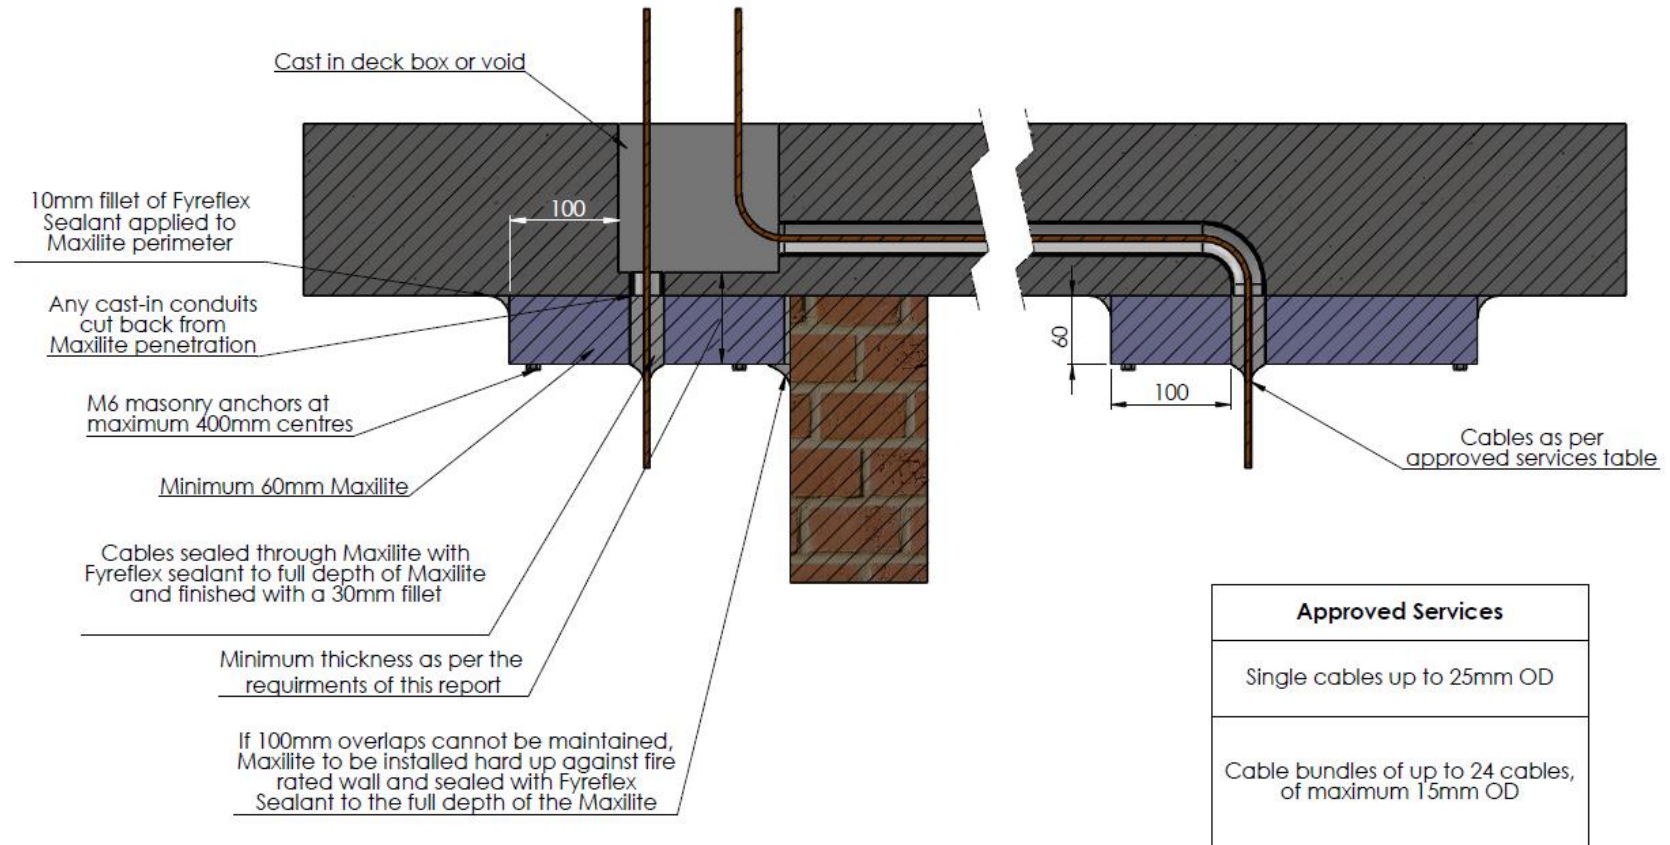 Cast in deck box or void
10mm fillet of Fyreflex
Sealant applied to
Maxilite perimeter
100
Any cast-in conduits
cut back from
Maxilite penetration
60
M6 masonry anchors at
maximum 400mm centres
100
Cables as per
approved services table
Minimum 60mm Maxilite
Cables sealed through Maxilite with
Fyreflex sealant to full depth of Maxilite
and finished with a 30mm fillet
Minimum thickness as per the
requirments of this report
If 100mm overlaps cannot be maintained,
Maxilite to be installed hard up against fire
rated wall and sealed with Fyreflex
Sealant to the full depth of the Maxilite
Approved Services
Single cables up to 25mm OD
Cable bundles of up to 24 cables,
of maximum 15mm OD